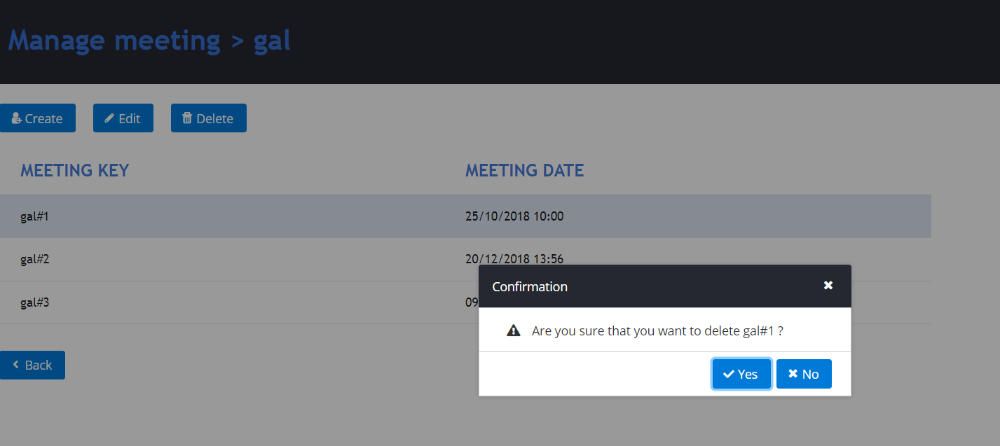 Manage meeting > gal
Create Edit Delete
MEETING KEY MEETING DATE
gal#1 25/10/2018 10:00
gal#2 20/12/2018 13:56
gal#3 09
Confirmation
Are you sure that you want to delete gal#1 ?
Yes No
Back